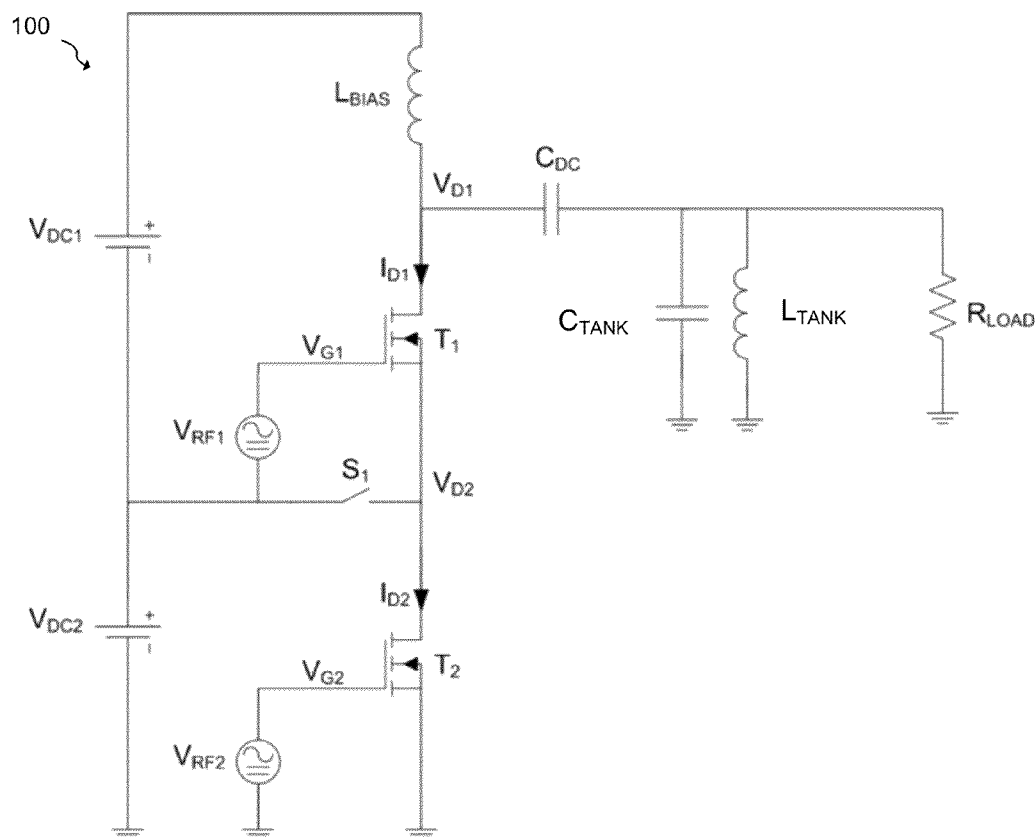 100
L_BIAS
C_DC
V_D1
V_DC1
+
-
I_D1
C_TANK
L_TANK
R_LOAD
V_G1
T_1
V_RF1
S_1
V_D2
I_D2
V_DC2
+
-
V_G2
T_2
V_RF2